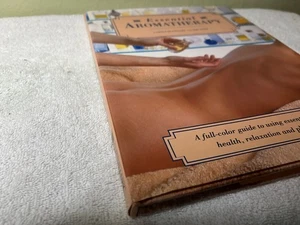 Essential
AROMATHERAPY
A full-color guide to using
health, relaxation and